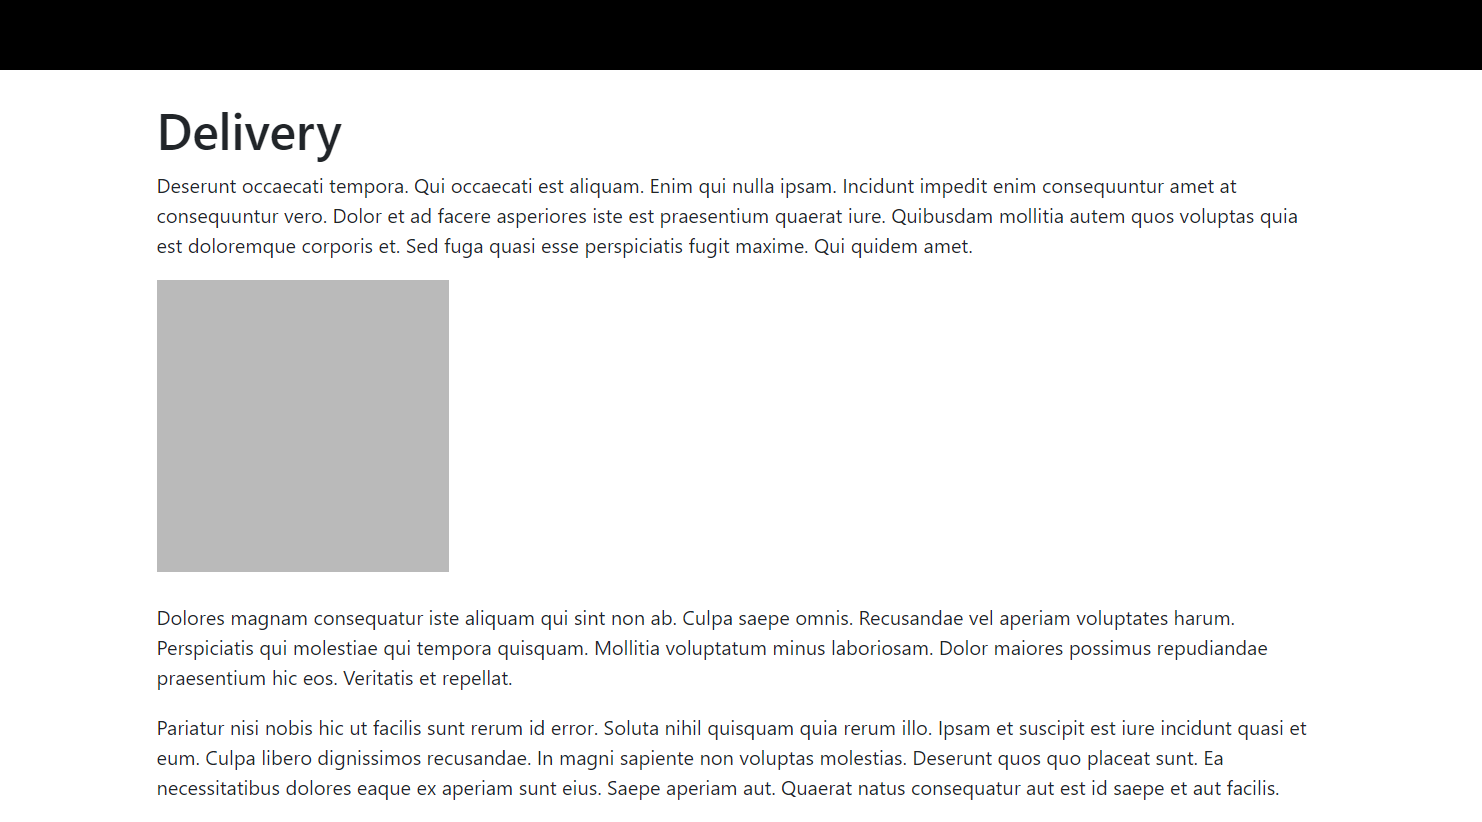 Delivery
Deserunt occaecati tempora. Qui occaecati est aliquam. Enim qui nulla ipsam. Incidunt impedit enim consequuntur amet at
consequuntur vero. Dolor et ad facere asperiores iste est praesentium quaerat iure. Quibusdam mollitia autem quos voluptas quia
est doloremque corporis et. Sed fuga quasi esse perspiciatis fugit maxime. Qui quidem amet.
Dolores magnam consequatur iste aliquam qui sint non ab. Culpa saepe omnis. Recusandae vel aperiam voluptates harum.
Perspiciatis qui molestiae qui tempora quisquam. Mollitia voluptatum minus laboriosam. Dolor maiores possimus repudiandae
praesentium hic eos. Veritatis et repellat.
Pariatur nisi nobis hic ut facilis sunt rerum id error. Soluta nihil quisquam quia rerum illo. Ipsam et suscipit est iure incidunt quasi et
eum. Culpa libero dignissimos recusandae. In magni sapiente non voluptas molestias. Deserunt quos quo placeat sunt. Ea
necessitatibus dolores eaque ex aperiam sunt eius. Saepe aperiam aut. Quaerat natus consequatur aut est id saepe et aut facilis.